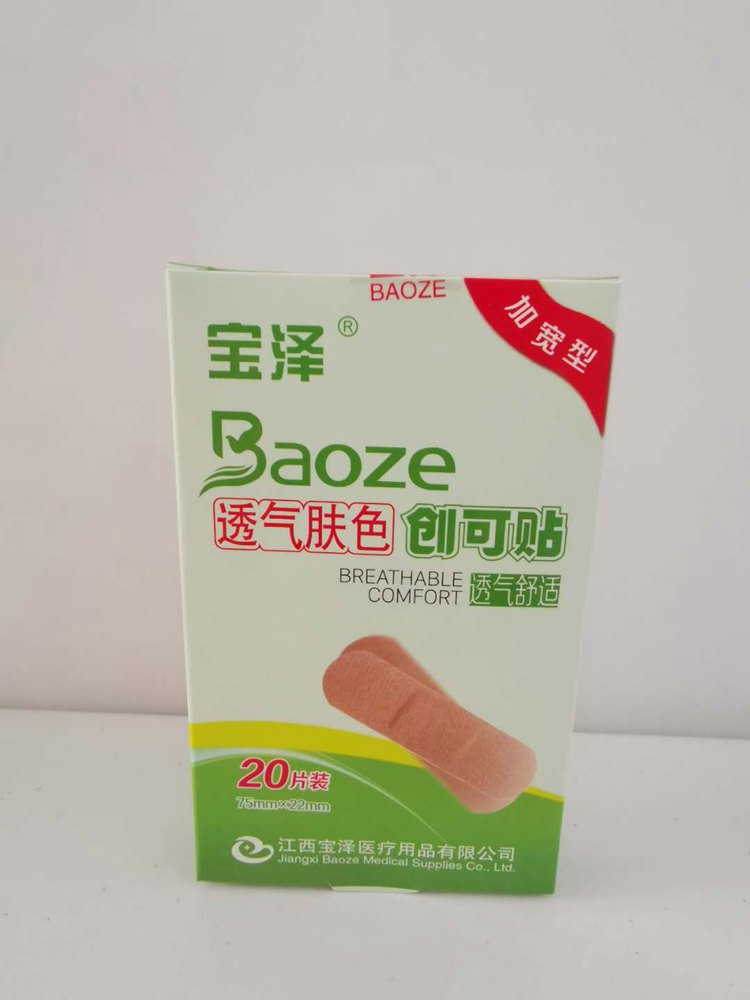 BAOZE
加宽型
宝泽®
Baoze
透气肤色 创可贴
BREATHABLE
COMFORT 透气舒适
20片装
75mm×22mm
江西宝泽医疗用品有限公司
Jiangxi Baoze Medical Supplies Co., Ltd.